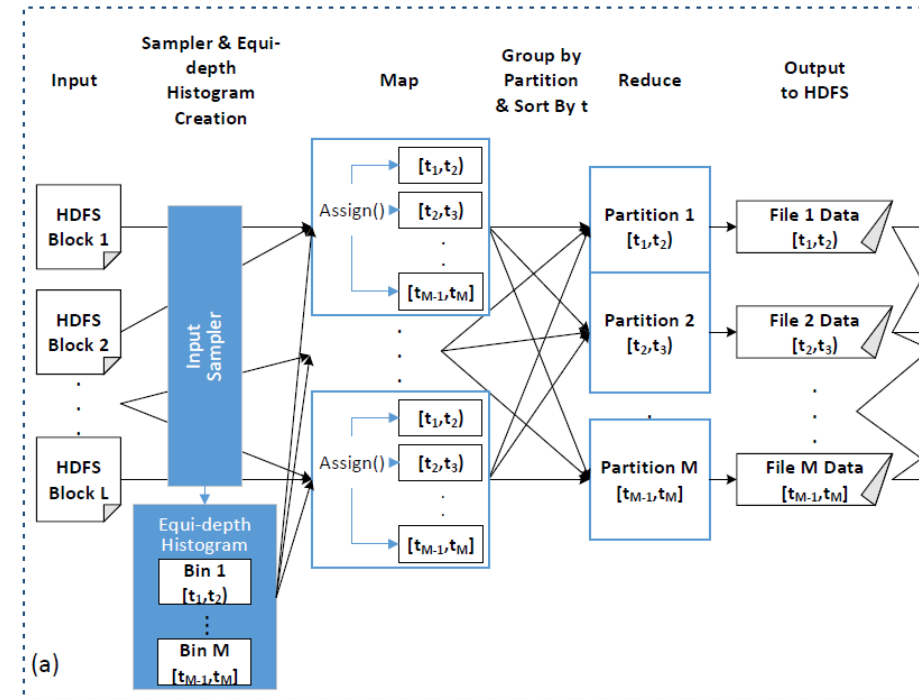 Input
Sampler & Equi-
depth
Histogram
Creation
Map
Group by
Partition
& Sort By t
Reduce
Output
to HDFS
HDFS
Block 1
HDFS
Block 2
HDFS
Block L
Input
Sampler
Equi-depth
Histogram
Bin 1
[t₁,t₂)
Bin M
[tM-1,tM]
Assign()
[t₁,t₂)
[t₂,t₃)
[tM-1,tM]
Assign()
[t₁,t₂)
[t₂,t₃)
[tM-1,tM]
Partition 1
[t₁,t₂)
Partition 2
[t₂,t₃)
Partition M
[tM-1,tM]
File 1 Data
[t₁,t₂)
File 2 Data
[t₂,t₃)
File M Data
[tM-1,tM]
(a)